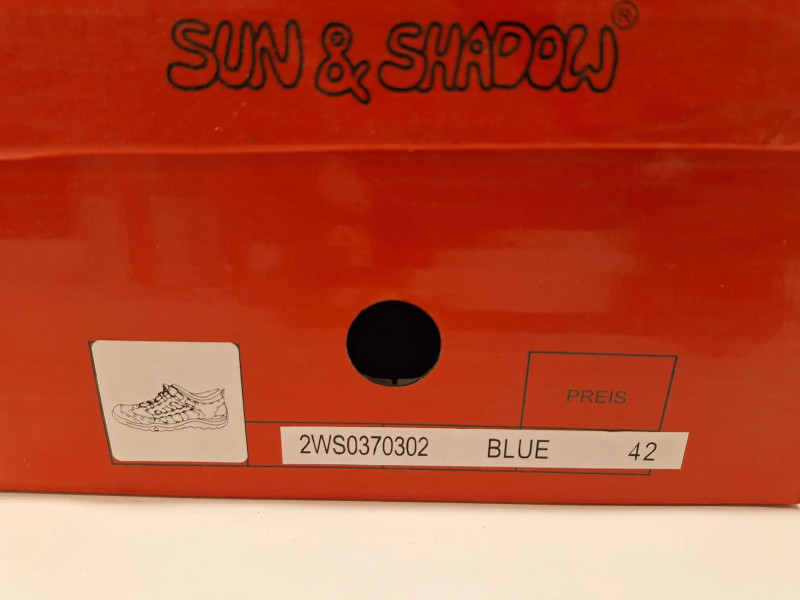 SUN & SHADOW®
PREIS
2WS0370302 BLUE 42